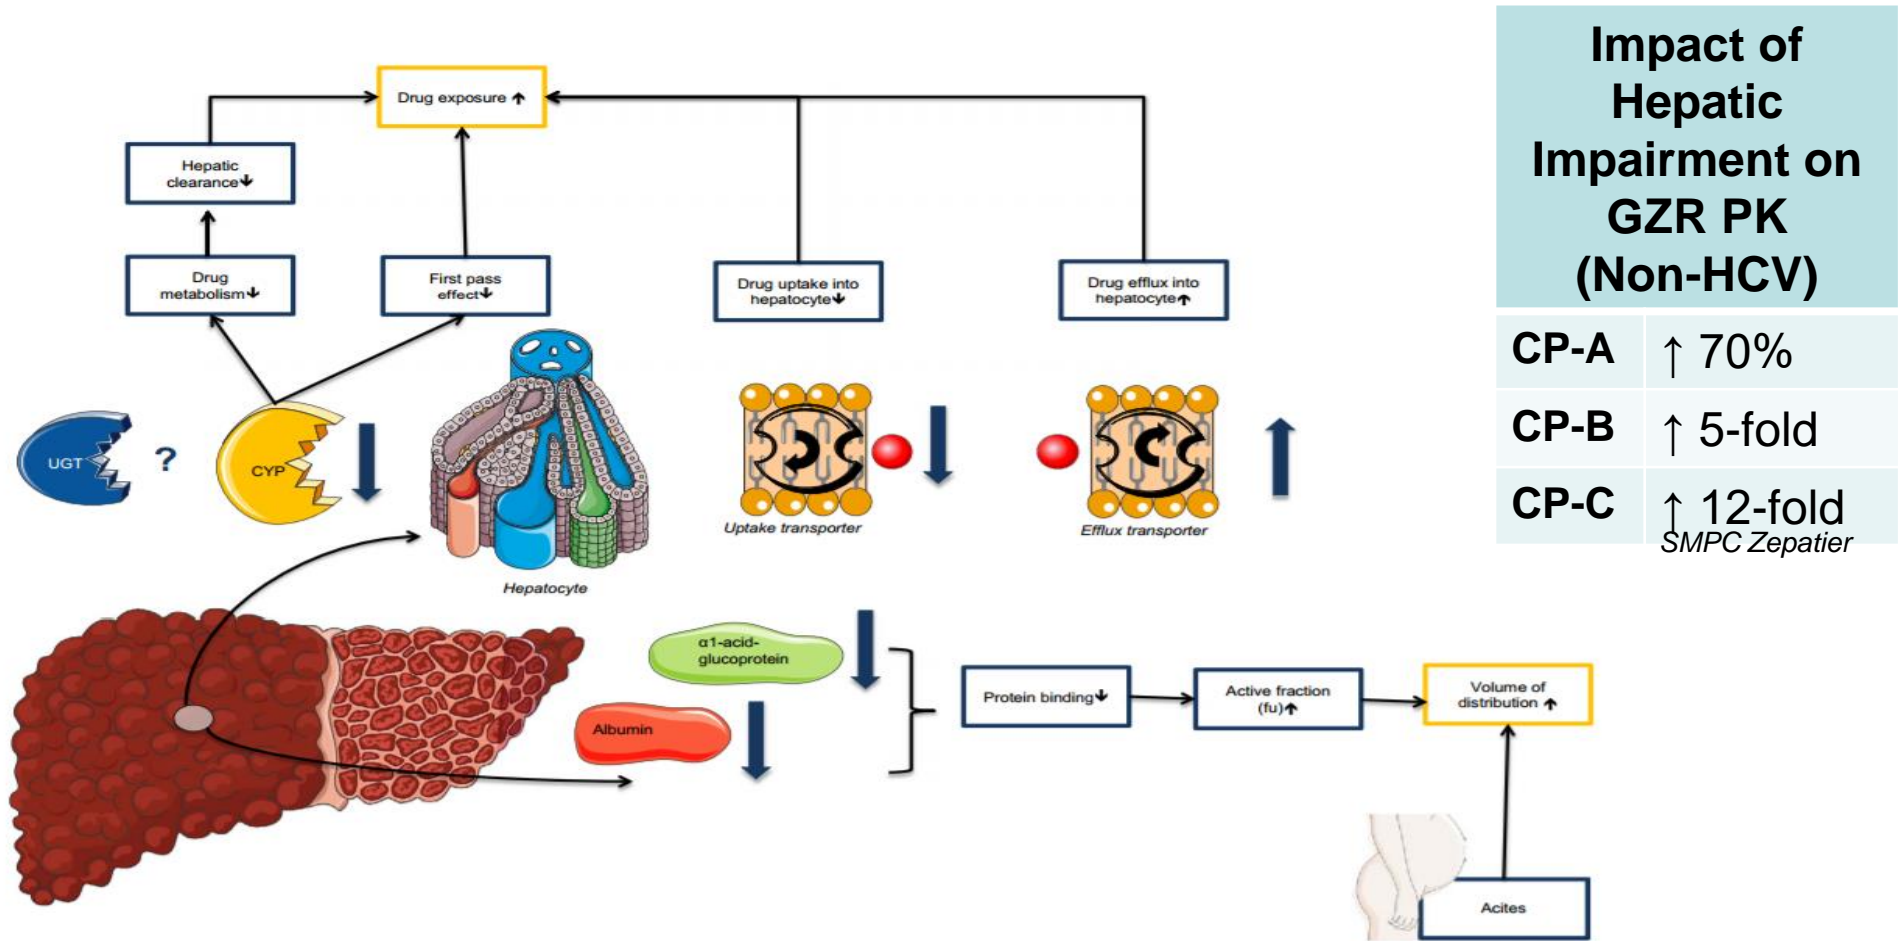 Impact of
Hepatic
Impairment on
GZR PK
(Non-HCV)
CP-A ↑ 70%
CP-B ↑ 5-fold
CP-C ↑ 12-fold
SMPC Zepatier
Drug exposure ↑
Hepatic
clearance↓
Drug
metabolism↓
First pass
effect↓
Drug uptake into
hepatocyte↓
Drug efflux into
hepatocyte↑
UGT
?
CYP
Hepatocyte
Uptake transporter
Efflux transporter
α1-acid-
glucoprotein
Albumin
Protein binding↓
Active fraction
(fu)↑
Volume of
distribution ↑
Acites